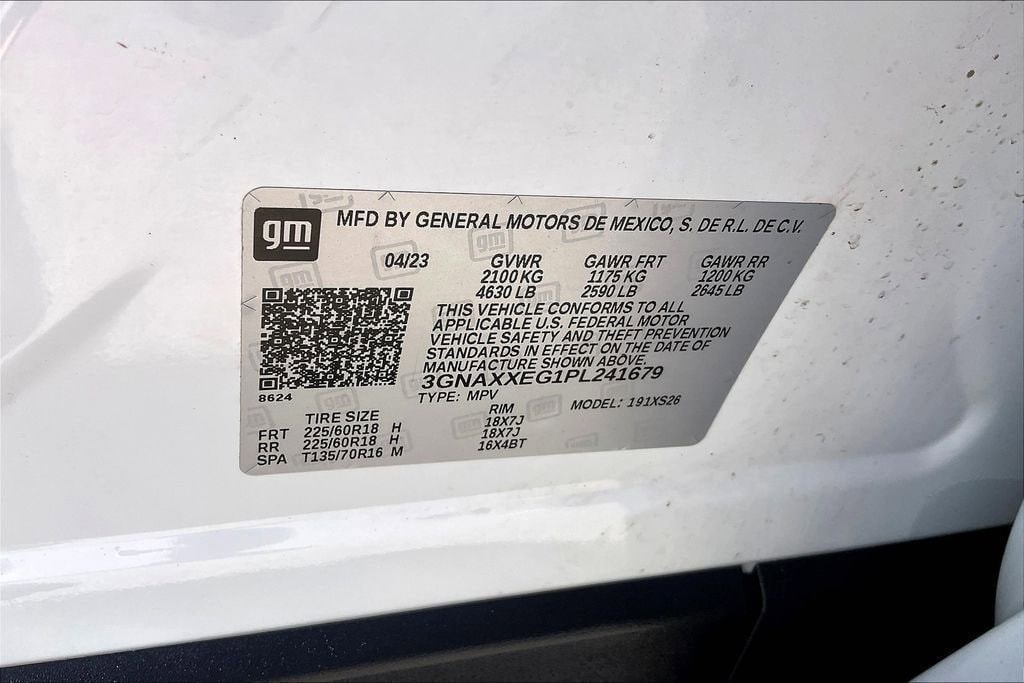 gm
MFD BY GENERAL MOTORS DE MEXICO, S. DE R.L. DE C.V.
04/23 GVWR GAWR FRT GAWR RR
2100 KG 1175 KG 1200 KG
4630 LB 2590 LB 2645 LB
THIS VEHICLE CONFORMS TO ALL
APPLICABLE U.S. FEDERAL MOTOR
VEHICLE SAFETY AND THEFT PREVENTION
STANDARDS IN EFFECT ON THE DATE OF
MANUFACTURE SHOWN ABOVE.
3GNAXXEG1PL241679
TYPE: MPV MODEL: 191XS26
8624
TIRE SIZE RIM
FRT 225/60R18 H 18X7J
RR 225/60R18 H 18X7J
SPA T135/70R16 M 16X4BT